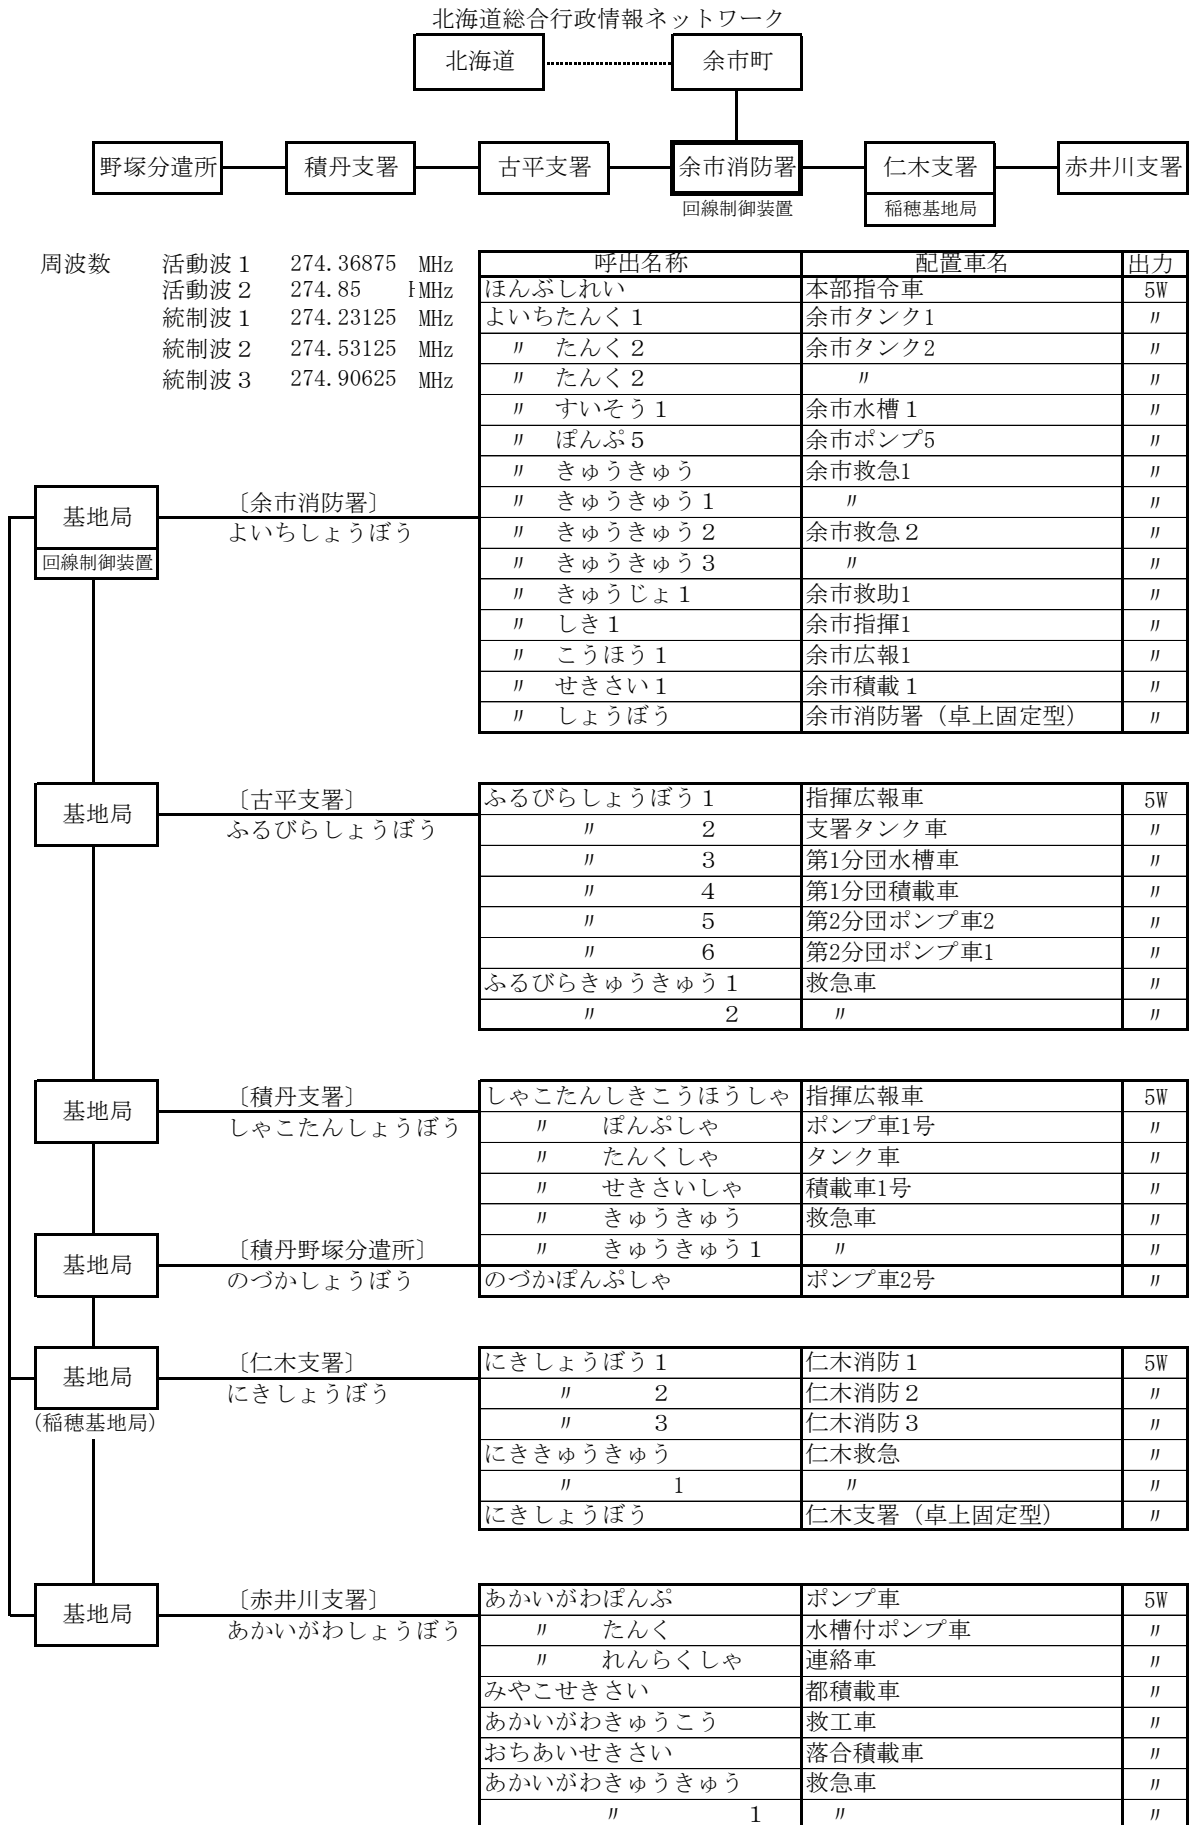 北海道総合行政情報ネットワーク
北海道 余市町
野塚分遣所 積丹支署 古平支署 余市消防署 仁木支署 赤井川支署
回線制御装置 稲穂基地局
周波数 活動波１ 274.36875 MHz
活動波２ 274.85 MHz
統制波１ 274.23125 MHz
統制波２ 274.53125 MHz
統制波３ 274.90625 MHz
呼出名称 配置車名 出力
ほんぶしれい 本部指令車 5W
よいちたんく１ 余市タンク1 〃
〃 たんく２ 余市タンク2 〃
〃 たんく２ 〃 〃
〃 すいそう１ 余市水槽１ 〃
〃 ぽんぷ５ 余市ポンプ5 〃
〃 きゅうきゅう 余市救急1 〃
〃 きゅうきゅう１ 〃 〃
〃 きゅうきゅう２ 余市救急２ 〃
〃 きゅうきゅう３ 〃 〃
〃 きゅうじょ１ 余市救助1 〃
〃 しき１ 余市指揮1 〃
〃 こうほう１ 余市広報1 〃
〃 せきさい１ 余市積載１ 〃
〃 しょうぼう 余市消防署（卓上固定型） 〃
基地局 〔余市消防署〕
よいちしょうぼう
回線制御装置
基地局 〔古平支署〕
ふるびらしょうぼう
ふるびらしょうぼう１ 指揮広報車 5W
〃 2 支署タンク車 〃
〃 3 第1分団水槽車 〃
〃 4 第1分団積載車 〃
〃 5 第2分団ポンプ車2 〃
〃 6 第2分団ポンプ車1 〃
ふるびらきゅうきゅう１ 救急車 〃
〃 2 〃 〃
基地局 〔積丹支署〕
しゃこたんしょうぼう
しゃこたんしきこうほうしゃ 指揮広報車 5W
〃 ぽんぷしゃ ポンプ車1号 〃
〃 たんくしゃ タンク車 〃
〃 せきさいしゃ 積載車1号 〃
〃 きゅうきゅう 救急車 〃
〃 きゅうきゅう１ 〃 〃
基地局 〔積丹野塚分遣所〕
のづかしょうぼう
のづかぽんぷしゃ ポンプ車2号 〃
基地局 〔仁木支署〕
にきしょうぼう
(稲穂基地局)
にきしょうぼう１ 仁木消防１ 5W
〃 2 仁木消防２ 〃
〃 3 仁木消防３ 〃
にききゅうきゅう 仁木救急 〃
〃 1 〃 〃
にきしょうぼう 仁木支署（卓上固定型） 〃
基地局 〔赤井川支署〕
あかいがわしょうぼう
あかいがわぽんぷ ポンプ車 5W
〃 たんく 水槽付ポンプ車 〃
〃 れんらくしゃ 連絡車 〃
みやこせきさい 都積載車 〃
あかいがわきゅうこう 救工車 〃
おちあいせきさい 落合積載車 〃
あかいがわきゅうきゅう 救急車 〃
〃 1 〃 〃